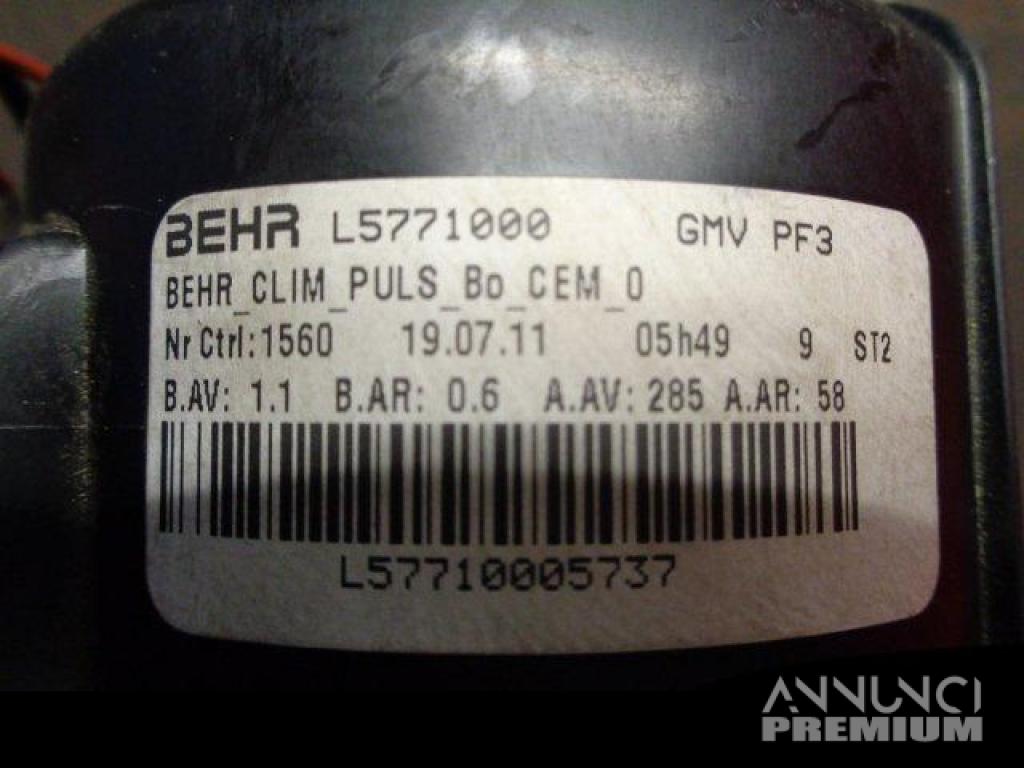 BEHR L5771000 GMV PF3
BEHR_CLIM_PULS_Bo_CEM_0
Nr Ctrl:1560 19.07.11 05h49 9 ST2
B.AV: 1.1 B.AR: 0.6 A.AV: 285 A.AR: 58
L57710005737
ANNUNCI
PREMIUM